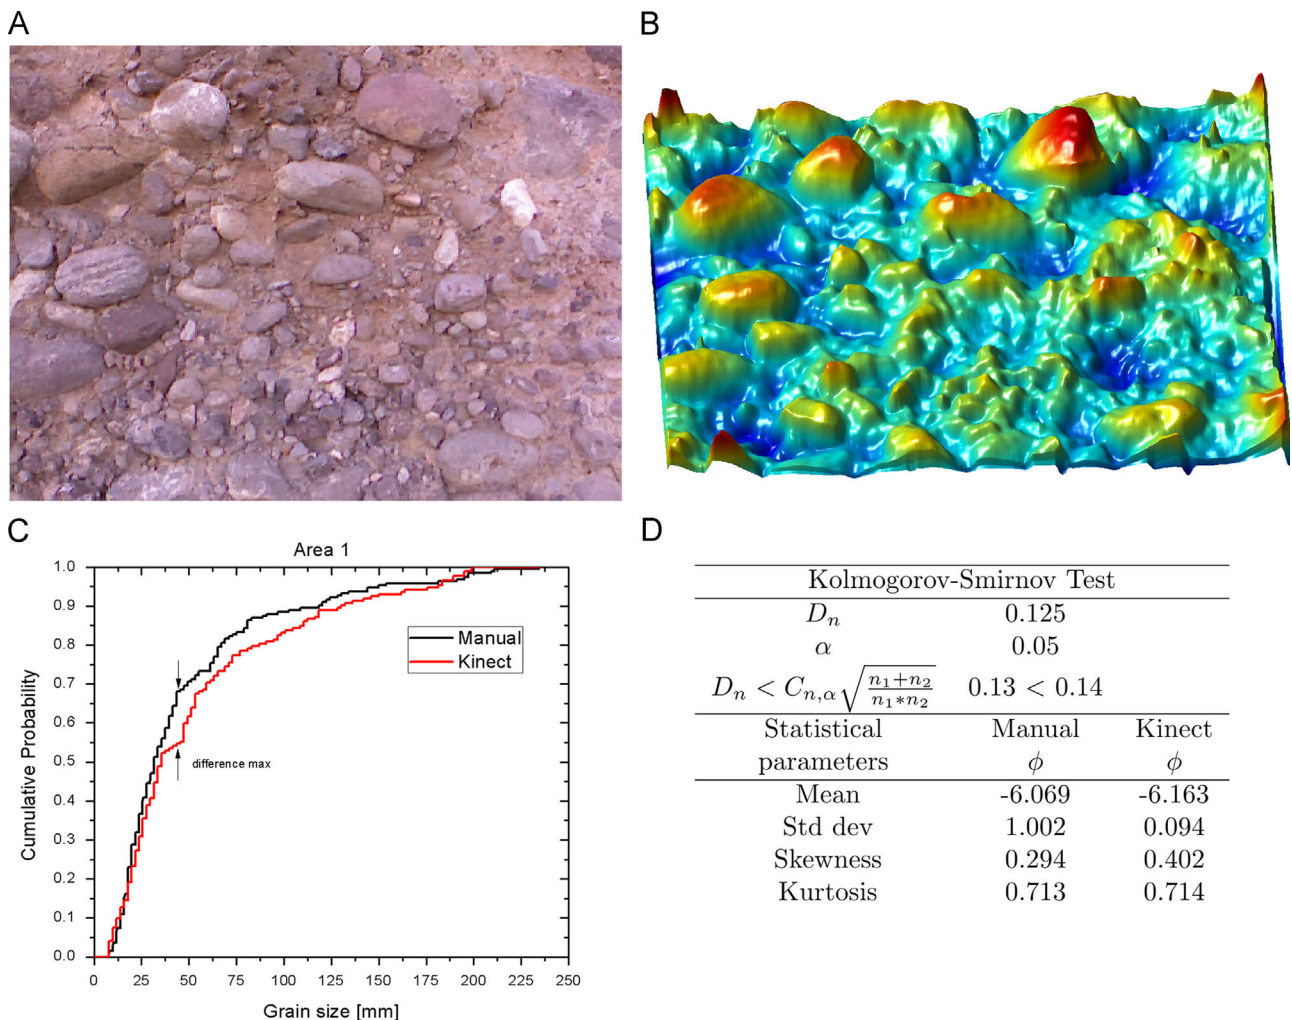 A
B
C
Area 1
1.0
0.9
0.8
0.7
0.6
0.5
0.4
0.3
0.2
0.1
0.0
Cumulative Probability
Manual
Kinect
difference max
0 25 50 75 100 125 150 175 200 225 250
Grain size [mm]
D
Kolmogorov-Smirnov Test
Dₙ 0.125
α 0.05
Dₙ < Cₙ,α √((n₁+n₂)/(n₁*n₂)) 0.13 < 0.14
Statistical Manual Kinect
parameters ϕ ϕ
Mean -6.069 -6.163
Std dev 1.002 0.094
Skewness 0.294 0.402
Kurtosis 0.713 0.714